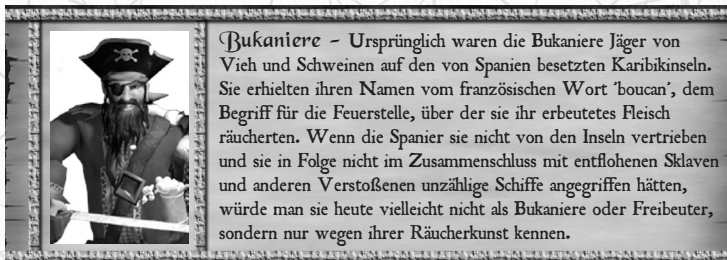 Bukaniere - Ursprünglich waren die Bukaniere Jäger von
Vieh und Schweinen auf den von Spanien besetzten Karibikinseln.
Sie erhielten ihren Namen vom französischen Wort 'boucan', dem
Begriff für die Feuerstelle, über der sie ihr erbeutetes Fleisch
räucherten. Wenn die Spanier sie nicht von den Inseln vertrieben
und sie in Folge nicht im Zusammenschluss mit entflohenen Sklaven
und anderen Verstoßenen unzählige Schiffe angegriffen hätten,
würde man sie heute vielleicht nicht als Bukaniere oder Freibeuter,
sondern nur wegen ihrer Räucherkunst kennen.